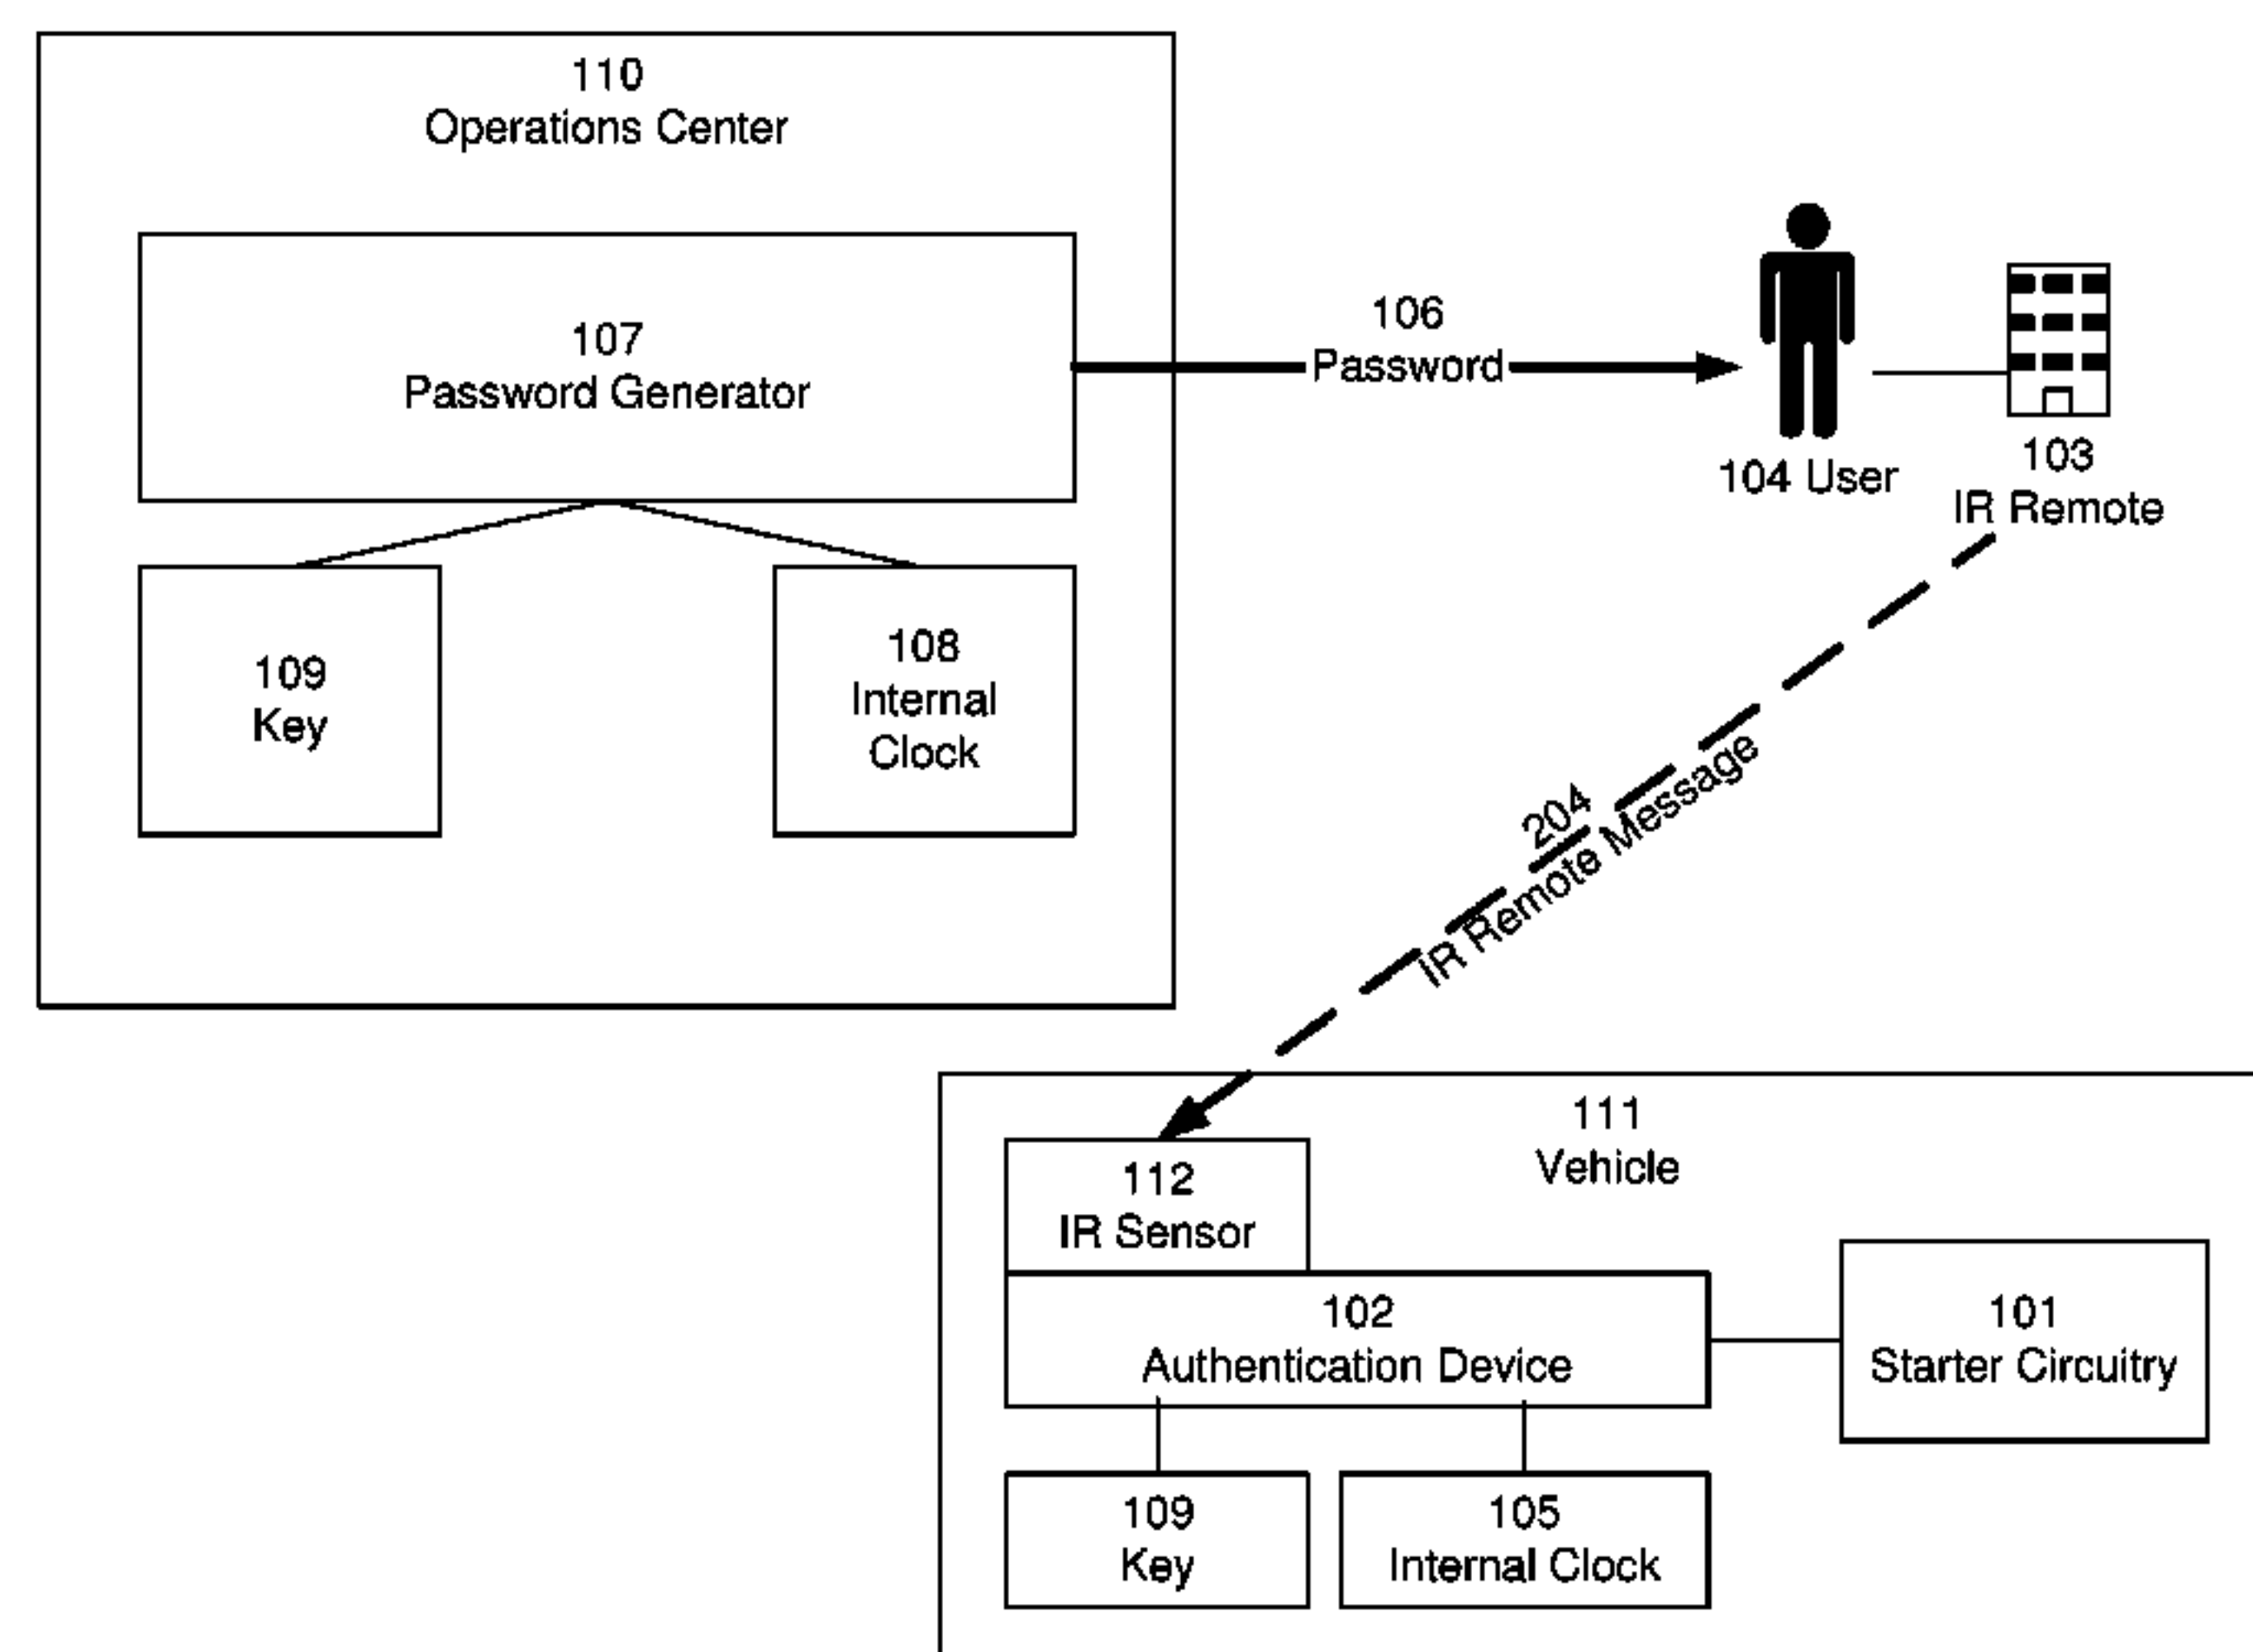 110
Operations Center
107
Password Generator
106
Password
104 User
103
IR Remote
109
Key
108
Internal
Clock
204
IR Remote Message
111
Vehicle
112
IR Sensor
102
Authentication Device
101
Starter Circuitry
109
Key
105
Internal Clock